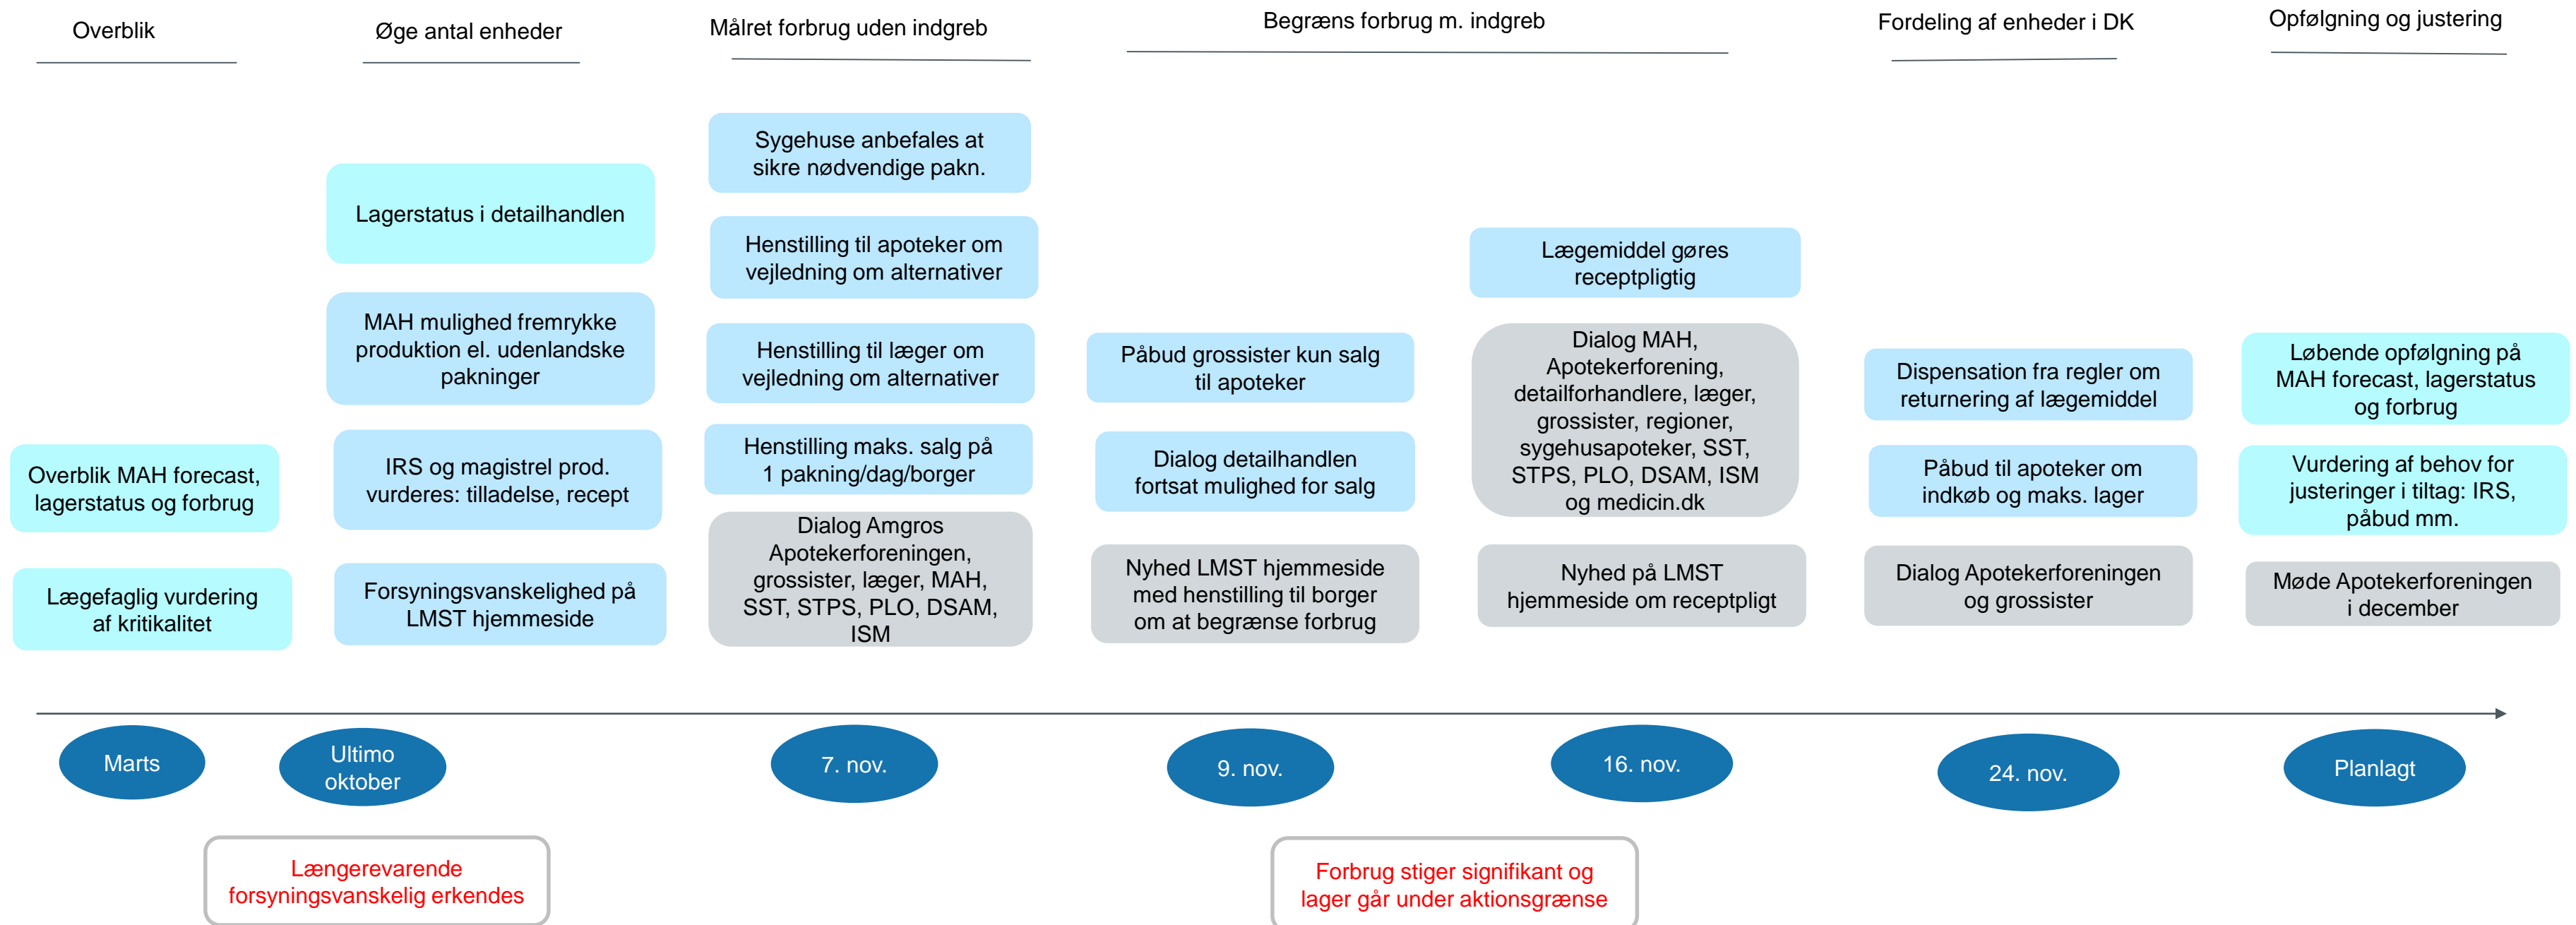 Overblik
Øge antal enheder
Målret forbrug uden indgreb
Begræns forbrug m. indgreb
Fordeling af enheder i DK
Opfølgning og justering
Overblik MAH forecast,
lagerstatus og forbrug
Lægefaglig vurdering
af kritikalitet
Lagerstatus i detailhandlen
MAH mulighed fremrykke
produktion el. udenlandske
pakninger
IRS og magistrel prod.
vurderes: tilladelse, recept
Forsyningsvanskelighed på
LMST hjemmeside
Sygehuse anbefales at
sikre nødvendige pakn.
Henstilling til apoteker om
vejledning om alternativer
Henstilling til læger om
vejledning om alternativer
Henstilling maks. salg på
1 pakning/dag/borger
Dialog Amgros
Apotekerforeningen,
grossister, læger, MAH,
SST, STPS, PLO, DSAM,
ISM
Påbud grossister kun salg
til apoteker
Dialog detailhandlen
fortsat mulighed for salg
Nyhed LMST hjemmeside
med henstilling til borger
om at begrænse forbrug
Lægemiddel gøres
receptpligtig
Dialog MAH,
Apotekerforening,
detailforhandlere, læger,
grossister, regioner,
sygehusapoteker, SST,
STPS, PLO, DSAM, ISM
og medicin.dk
Nyhed på LMST
hjemmeside om receptpligt
Dispensation fra regler om
returnering af lægemiddel
Påbud til apoteker om
indkøb og maks. lager
Dialog Apotekerforeningen
og grossister
Løbende opfølgning på
MAH forecast, lagerstatus
og forbrug
Vurdering af behov for
justeringer i tiltag: IRS,
påbud mm.
Møde Apotekerforeningen
i december
Marts
Ultimo
oktober
7. nov.
9. nov.
16. nov.
24. nov.
Planlagt
Længerevarende
forsyningsvanskelig erkendes
Forbrug stiger signifikant og
lager går under aktionsgrænse